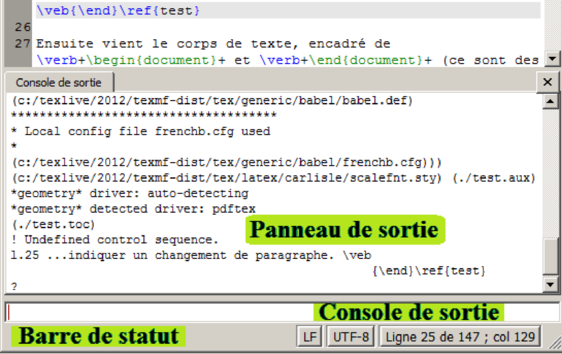 \veb{\end}\ref{test}
26
27 Ensuite vient le corps de texte, encadré de
\verb+\begin{document}+ et \verb+\end{document}+ (ce sont des
Console de sortie
(c:/texlive/2012/texmf-dist/tex/generic/babel/babel.def)
*************************************
* Local config file frenchb.cfg used
*
(c:/texlive/2012/texmf-dist/tex/generic/babel/frenchb.cfg)))
(c:/texlive/2012/texmf-dist/tex/latex/carlisle/scalefnt.sty) (./test.aux)
*geometry* driver: auto-detecting
*geometry* detected driver: pdftex
(./test.toc)
Panneau de sortie
! Undefined control sequence.
l.25 ...indiquer un changement de paragraphe. \veb
{\end}\ref{test}
?
Console de sortie
Barre de statut
LF UTF-8 Ligne 25 de 147 ; col 129